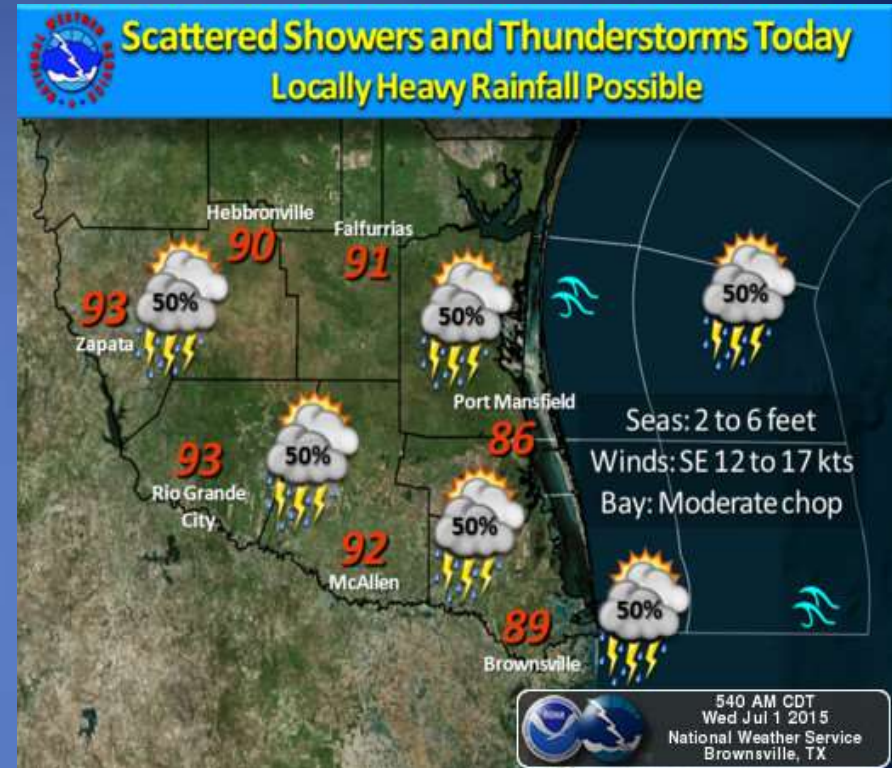 Scattered Showers and Thunderstorms Today
Locally Heavy Rainfall Possible
NATIONAL WEATHER SERVICE
Hebbronville
90
Falfurrias
91
50%
50%
50%
93
Zapata
Port Mansfield
86
Seas: 2 to 6 feet
Winds: SE 12 to 17 kts
Bay: Moderate chop
50%
93
Rio Grande
City
50%
92
McAllen
50%
89
Brownsville
540 AM CDT
Wed Jul 1 2015
National Weather Service
Brownsville, TX